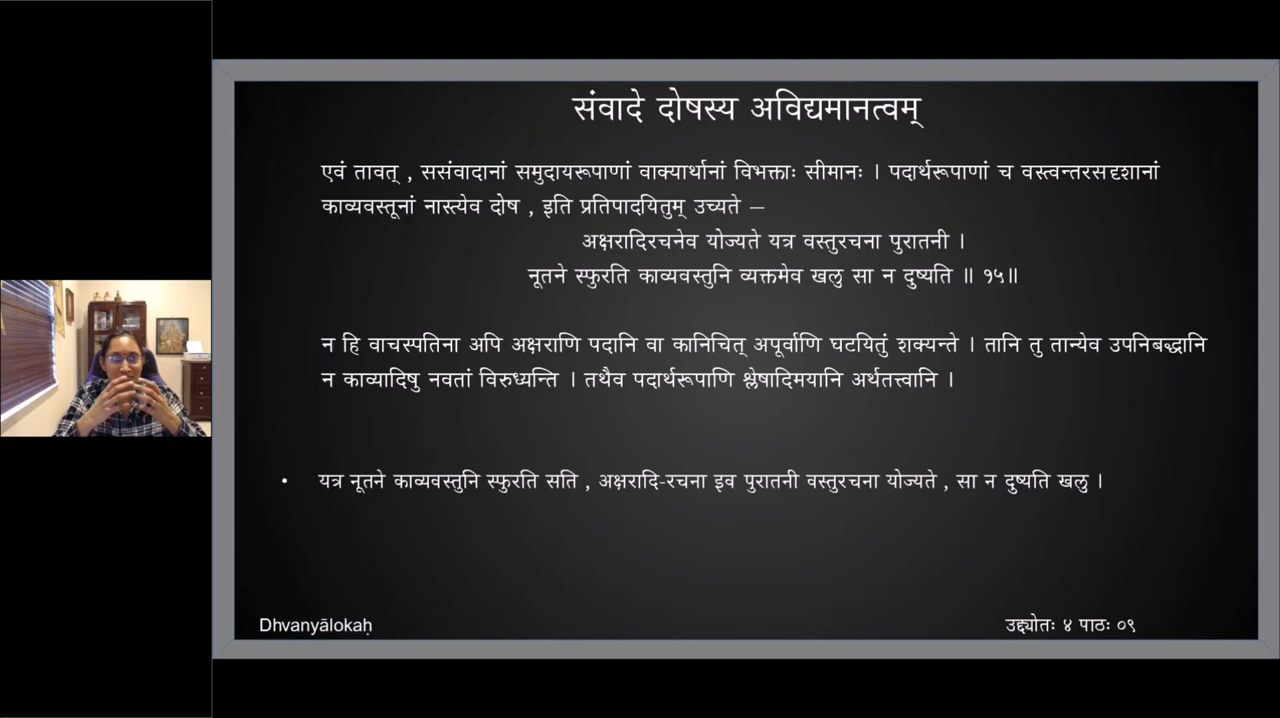 संवादे दोषस्य अविद्यमानत्वम्
एवं तावत् , ससंवादानां समुदायरूपाणां वाक्यार्थानां विभक्ताः सीमानः । पदार्थरूपाणां च वस्त्वन्तरसदृशानां
काव्यवस्तूनां नास्त्येव दोष , इति प्रतिपादयितुम् उच्यते –
अक्षरादिरचनेव योज्यते यत्र वस्तुरचना पुरातनी ।
नूतने स्फुरति काव्यवस्तुनि व्यक्तमेव खलु सा न दुष्यति ॥ १५॥
न हि वाचस्पतिना अपि अक्षराणि पदानि वा कानिचित् अपूर्वाणि घटयितुं शक्यन्ते । तानि तु तान्येव उपनिबद्धानि
न काव्यादिषु नवतां विरुध्यन्ति । तथैव पदार्थरूपाणि श्लेषादिमयानि अर्थतत्त्वानि ।
• यत्र नूतने काव्यवस्तुनि स्फुरति सति , अक्षरादि-रचना इव पुरातनी वस्तुरचना योज्यते , सा न दुष्यति खलु ।
Dhvanyālokaḥ उद्द्योतः ४ पाठः ०९